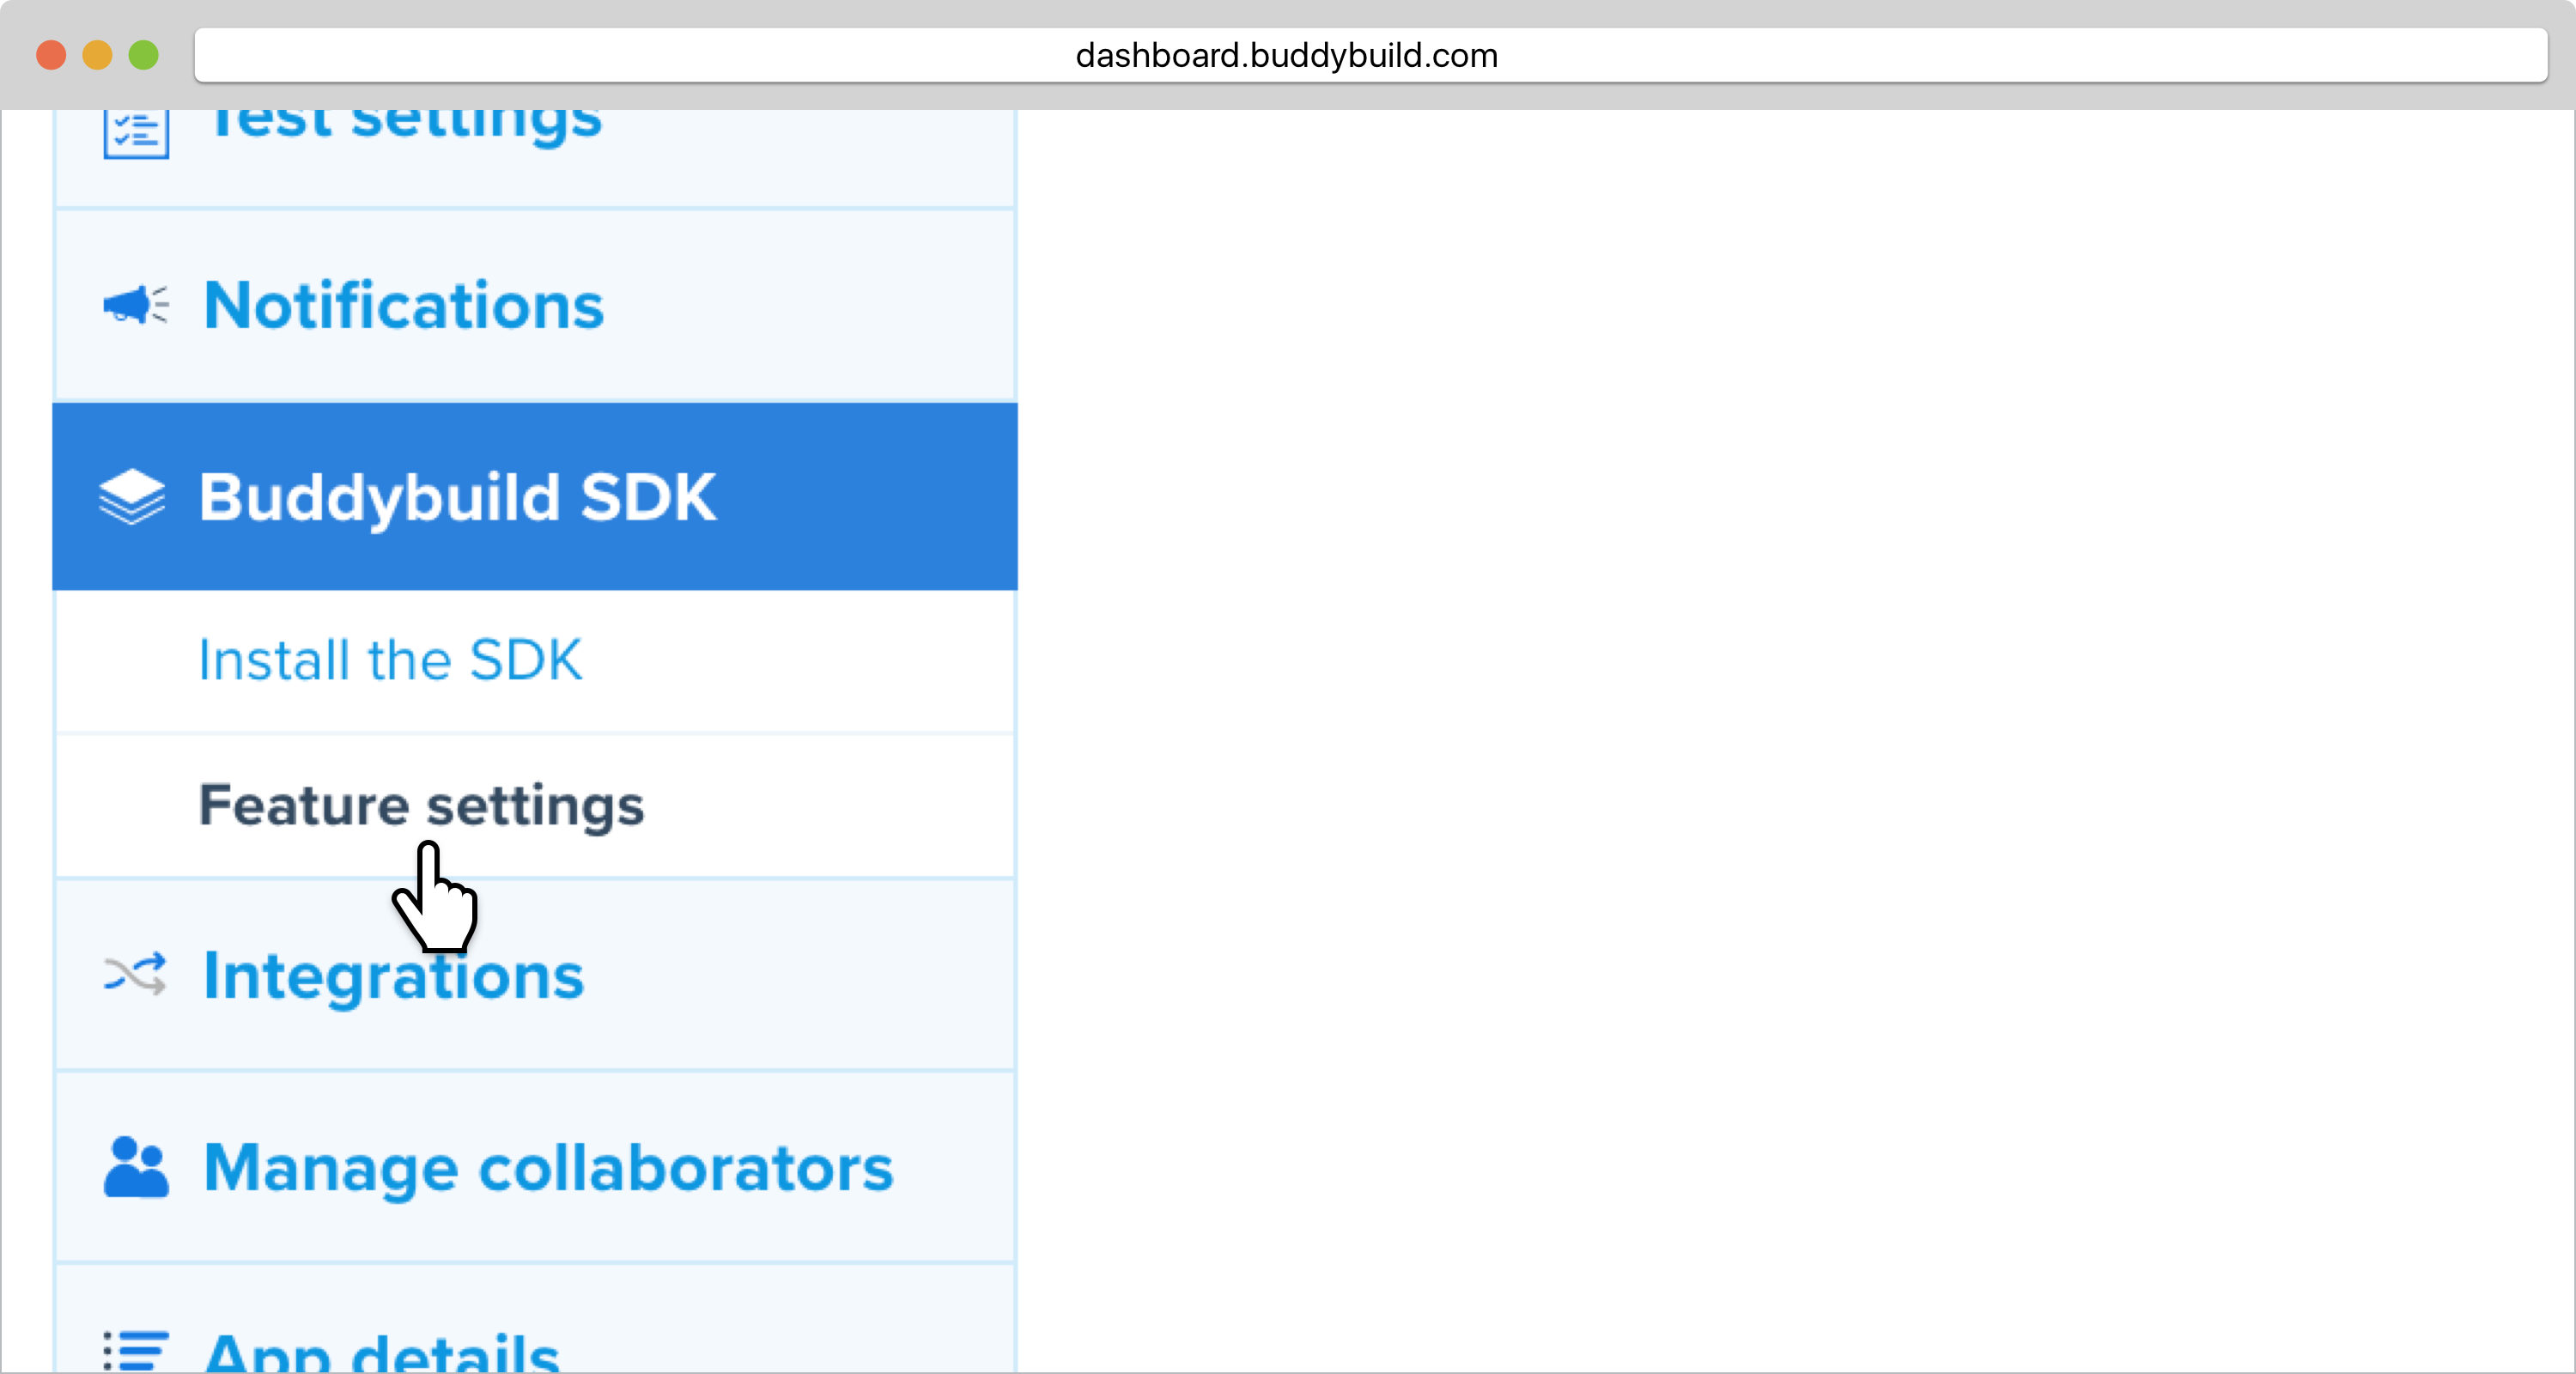 dashboard.buddybuild.com
Test settings
Notifications
Buddybuild SDK
Install the SDK
Feature settings
Integrations
Manage collaborators
App details